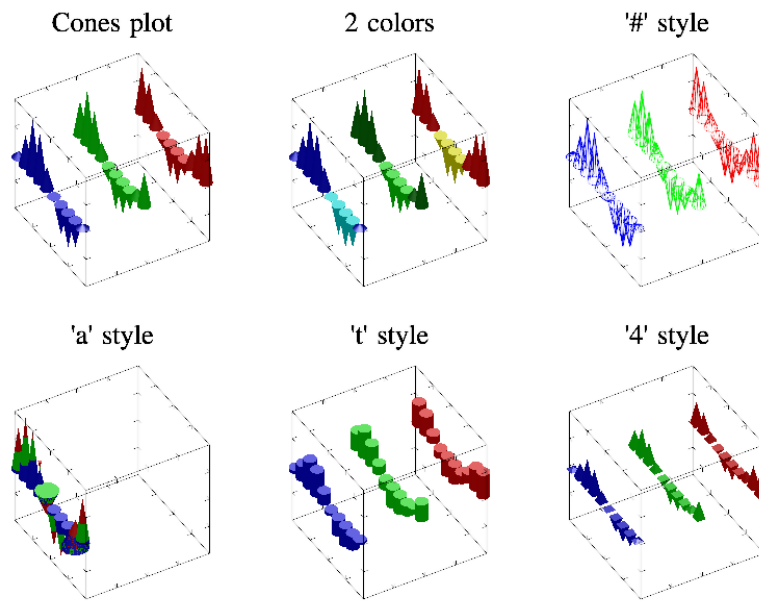 Cones plot
2 colors
'#' style
'a' style
't' style
'4' style